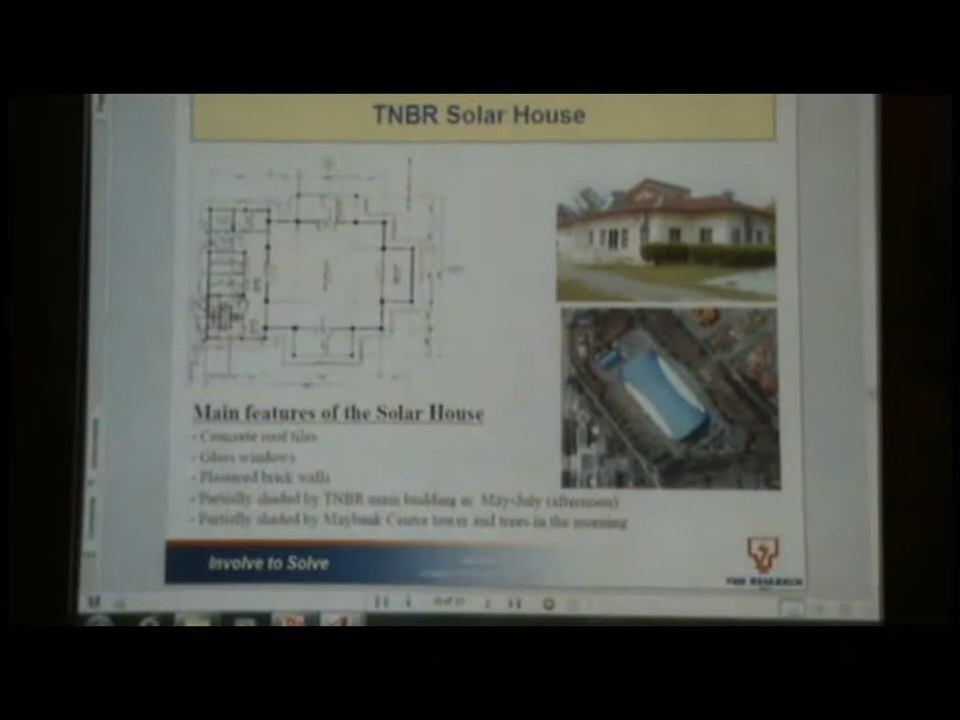 TNBR Solar House
Main features of the Solar House
- Concrete roof tiles
- Glass windows
- Plastered brick walls
- Partially shaded by TNBR main building in May-July (afternoon)
- Partially shaded by Maybank Center tower and trees in the morning
Involve to Solve
TNB RESEARCH